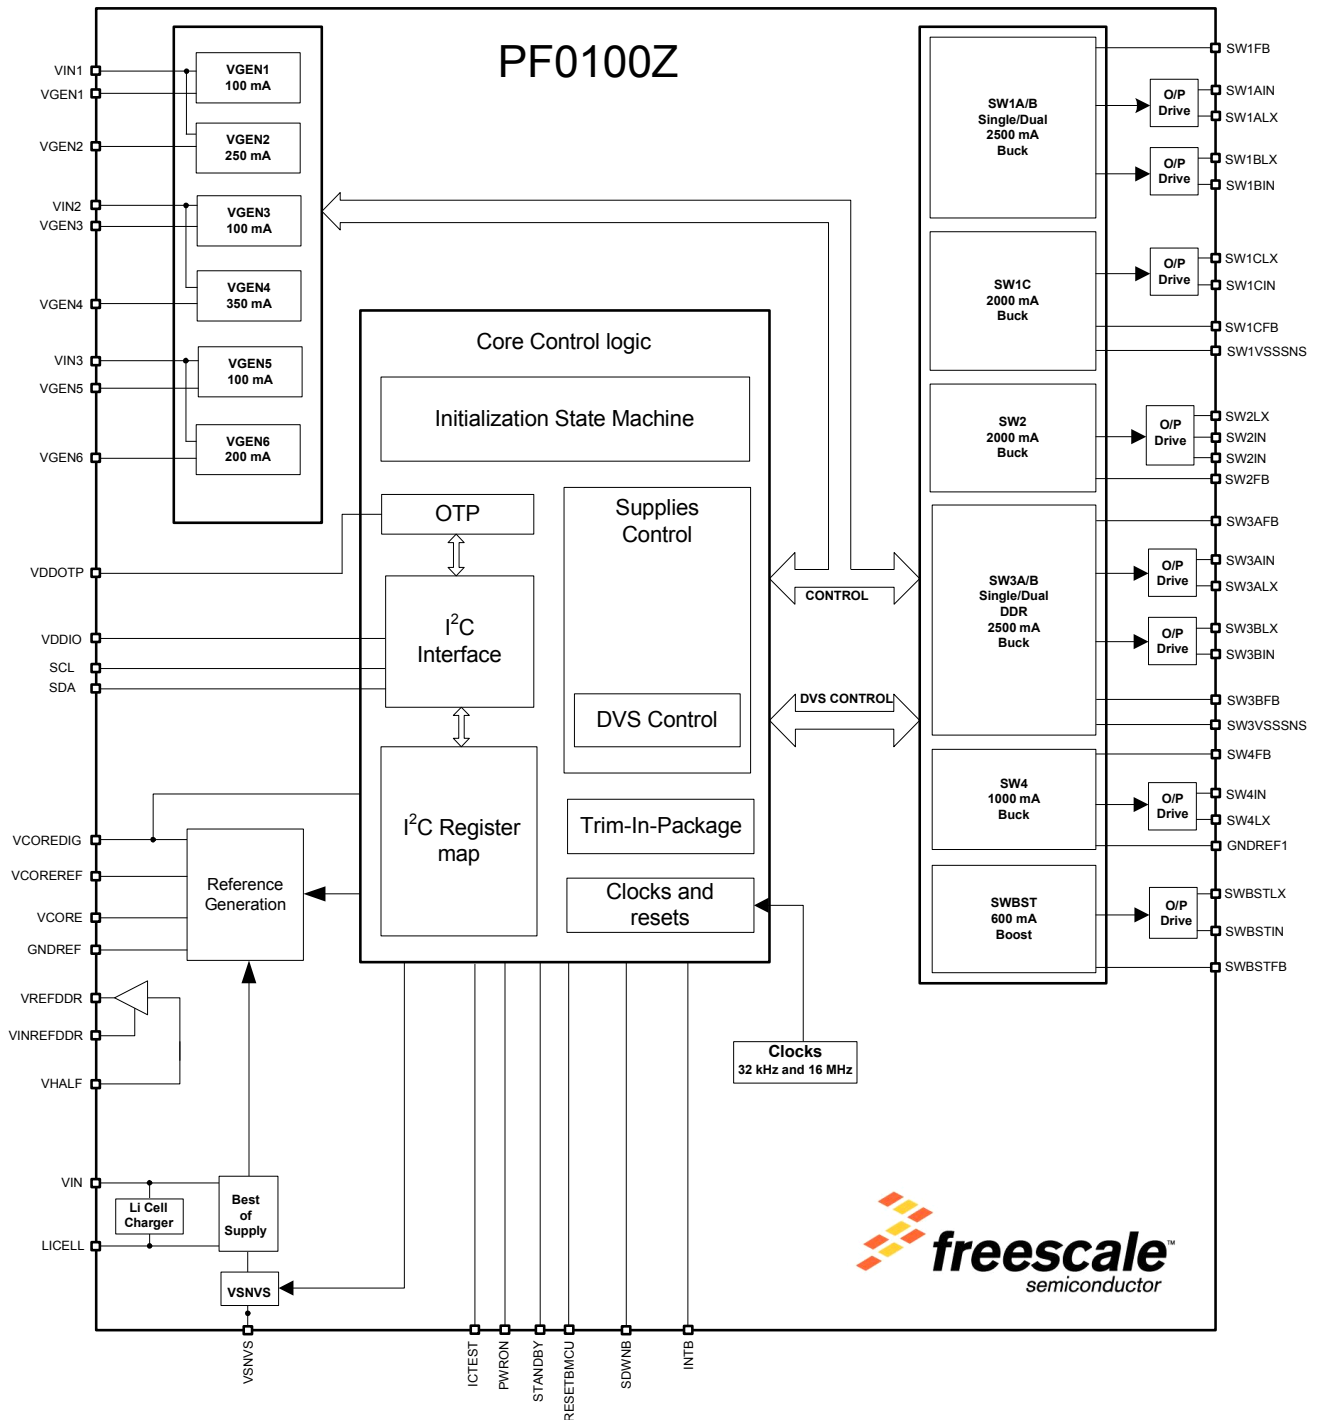 PF0100Z
VIN1
VGEN1
VGEN2
VIN2
VGEN3
VGEN4
VIN3
VGEN5
VGEN6
VDDOTP
VDDIO
SCL
SDA
VCOREDIG
VCOREREF
VCORE
GNDREF
VREFDDR
VINREFDDR
VHALF
VIN
LICELL
VGEN1
100 mA
VGEN2
250 mA
VGEN3
100 mA
VGEN4
350 mA
VGEN5
100 mA
VGEN6
200 mA
Core Control logic
Initialization State Machine
OTP
I²C
Interface
I²C Register
map
Supplies
Control
DVS Control
Trim-In-Package
Clocks and
resets
Reference
Generation
Clocks
32 kHz and 16 MHz
Li Cell
Charger
Best
of
Supply
VSNVS
CONTROL
DVS CONTROL
SW1A/B
Single/Dual
2500 mA
Buck
SW1C
2000 mA
Buck
SW2
2000 mA
Buck
SW3A/B
Single/Dual
DDR
2500 mA
Buck
SW4
1000 mA
Buck
SWBST
600 mA
Boost
O/P
Drive
O/P
Drive
O/P
Drive
O/P
Drive
O/P
Drive
O/P
Drive
O/P
Drive
O/P
Drive
SW1FB
SW1AIN
SW1ALX
SW1BLX
SW1BIN
SW1CLX
SW1CIN
SW1CFB
SW1VSSSNS
SW2LX
SW2IN
SW2IN
SW2FB
SW3AFB
SW3AIN
SW3ALX
SW3BLX
SW3BIN
SW3BFB
SW3VSSSNS
SW4FB
SW4IN
SW4LX
GNDREF1
SWBSTLX
SWBSTIN
SWBSTFB
freescale™
semiconductor
VSNVS
ICTEST
PWRON
STANDBY
RESETBMCU
SDWNB
INTB